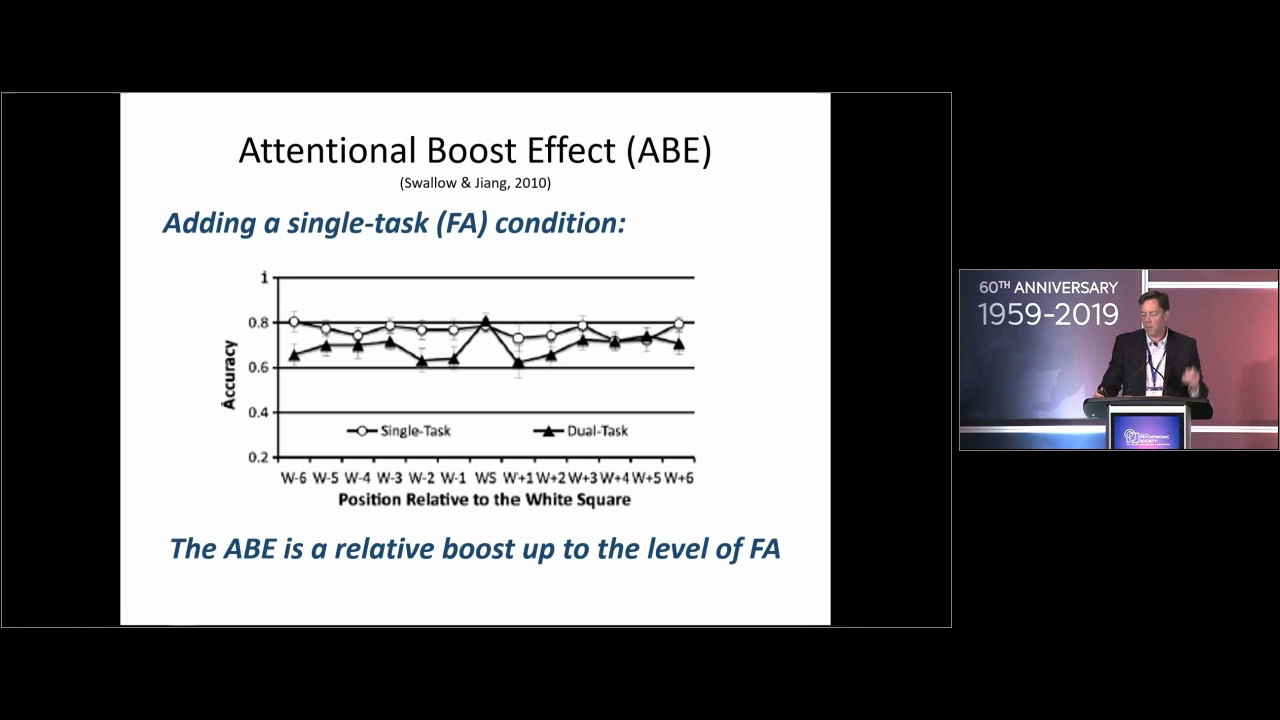 Attentional Boost Effect (ABE)
(Swallow & Jiang, 2010)
Adding a single-task (FA) condition:
1
0.8
0.6
0.4
0.2
Accuracy
Single-Task
Dual-Task
W-6 W-5 W-4 W-3 W-2 W-1 WS W+1 W+2 W+3 W+4 W+5 W+6
Position Relative to the White Square
The ABE is a relative boost up to the level of FA
60TH ANNIVERSARY
1959-2019
PSYCHONOMIC
SOCIETY